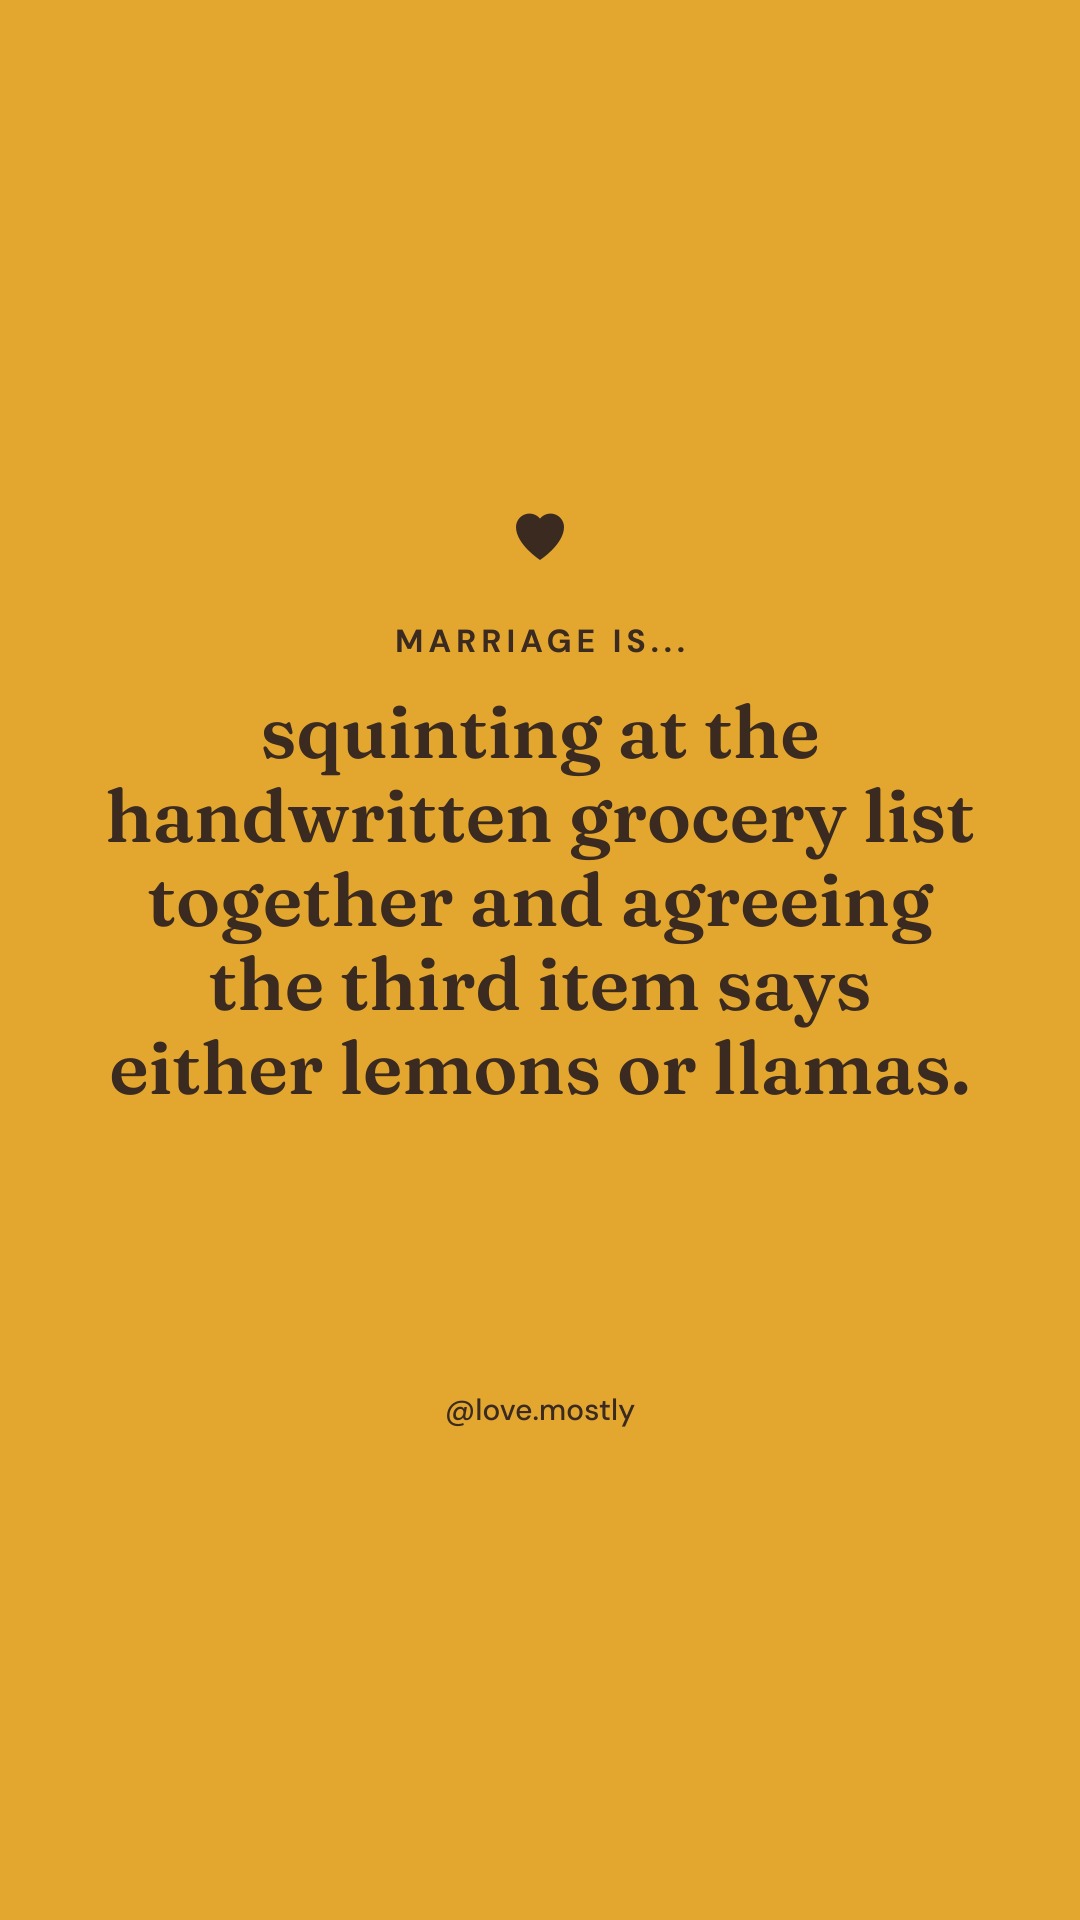 MARRIAGE IS...
squinting at the
handwritten grocery list
together and agreeing
the third item says
either lemons or llamas.
@love.mostly